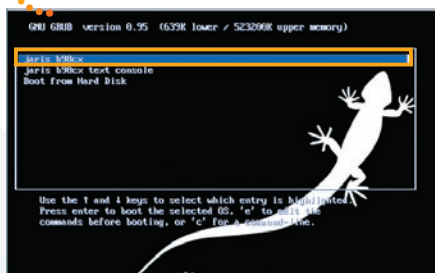 GNU GRUB version 0.95 (639K lower / 523200K upper memory)
jaris b98cx
jaris b98cx text console
Boot from Hard Disk
Use the ↑ and ↓ keys to select which entry is highlighted.
Press enter to boot the selected OS, 'e' to edit the
commands before booting, or 'c' for a command-line.